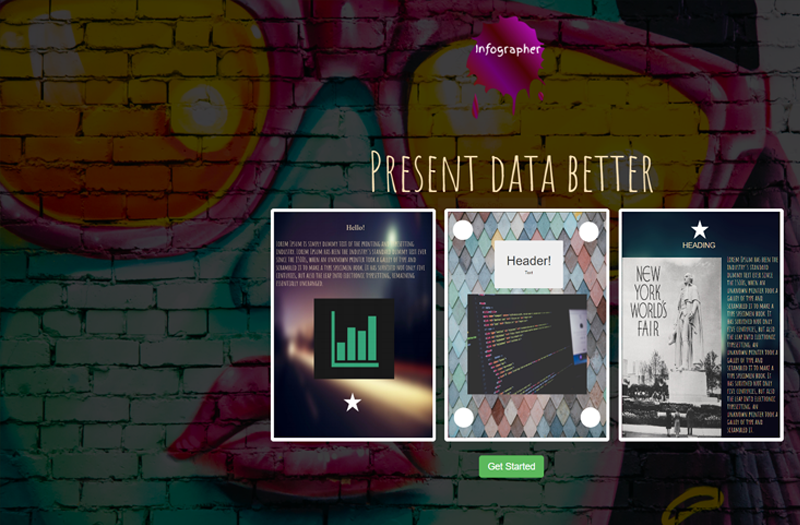 Infographer
Present data better
Hello!
Lorem Ipsum is simply dummy text of the printing and typesetting
industry. Lorem Ipsum has been the industry's standard dummy text ever
since the 1500s, when an unknown printer took a galley of type and
scrambled it to make a type specimen book. It has survived not only five
centuries, but also the leap into electronic typesetting, remaining
essentially unchanged.
Header!
Text
HEADING
NEW
YORK
WORLD'S
FAIR
Lorem Ipsum has been the
industry's standard
dummy text ever since
the 1500s, when an
unknown printer took a
galley of type and
scrambled it to make a
type specimen book. It
has survived not only
five centuries, but also
the leap into electronic
typesetting. an
unknown printer took a
galley of type and
scrambled it to make a
type specimen book. It
has survived not only
five centuries, but also
the leap into electronic
typesetting. an
unknown printer took a
galley of type and
scrambled it.
Get Started